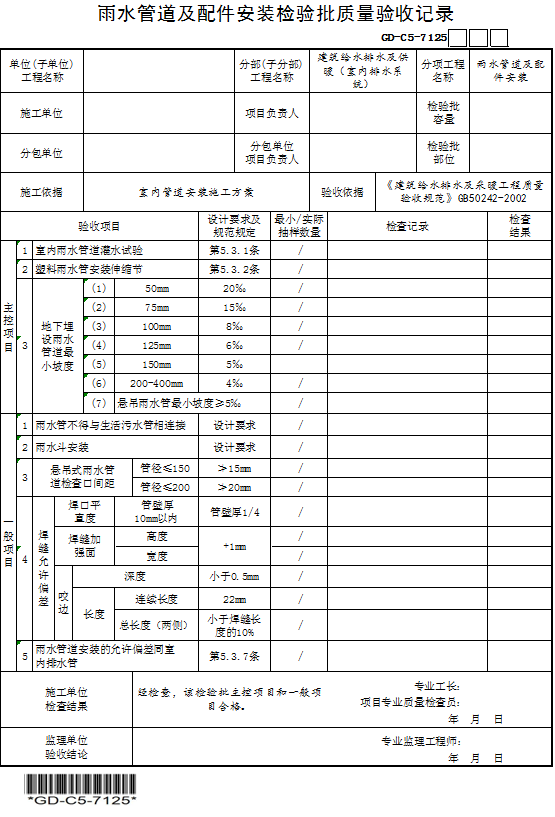 雨水管道及配件安装检验批质量验收记录
GD-C5-7125
单位(子单位)
工程名称
分部(子分部)
工程名称
建筑给水排水及供
暖（室内排水系
统）
分项工程
名称
雨水管道及配
件安装
施工单位
项目负责人
检验批
容量
分包单位
分包单位
项目负责人
检验批
部位
施工依据
室内管道安装施工方案
验收依据
《建筑给水排水及采暖工程质量
验收规范》GB50242-2002
验收项目
设计要求及
规范规定
最小/实际
抽样数量
检查记录
检查
结果
主控项目
1 室内雨水管道灌水试验 第5.3.1条 /
2 塑料雨水管安装伸缩节 第5.3.2条 /
3
地下埋
设雨水
管道最
小坡度
(1) 50mm 20‰ /
(2) 75mm 15‰ /
(3) 100mm 8‰ /
(4) 125mm 6‰ /
(5) 150mm 5‰
(6) 200-400mm 4‰ /
(7) 悬吊雨水管最小坡度≥5‰ /
一般项目
1 雨水管不得与生活污水管相连接 设计要求 /
2 雨水斗安装 设计要求 /
3
悬吊式雨水管
道检查口间距
管径≤150 ＞15mm /
管径≤200 ＞20mm /
4
焊缝允许偏差
焊口平
直度
管壁厚
10mm以内
管壁厚1/4 /
焊缝加
强面
高度 +1mm /
宽度 /
咬边
深度 小于0.5mm /
长度
连续长度 22mm /
总长度（两侧）
小于焊缝长
度的10%
/
5
雨水管道安装的允许偏差同室
内排水管
第5.3.7条 /
施工单位
检查结果
经检查，该检验批主控项目和一般项
目合格。
专业工长：
项目专业质量检查员：
年 月 日
监理单位
验收结论
专业监理工程师：
年 月 日
*GD-C5-7125*